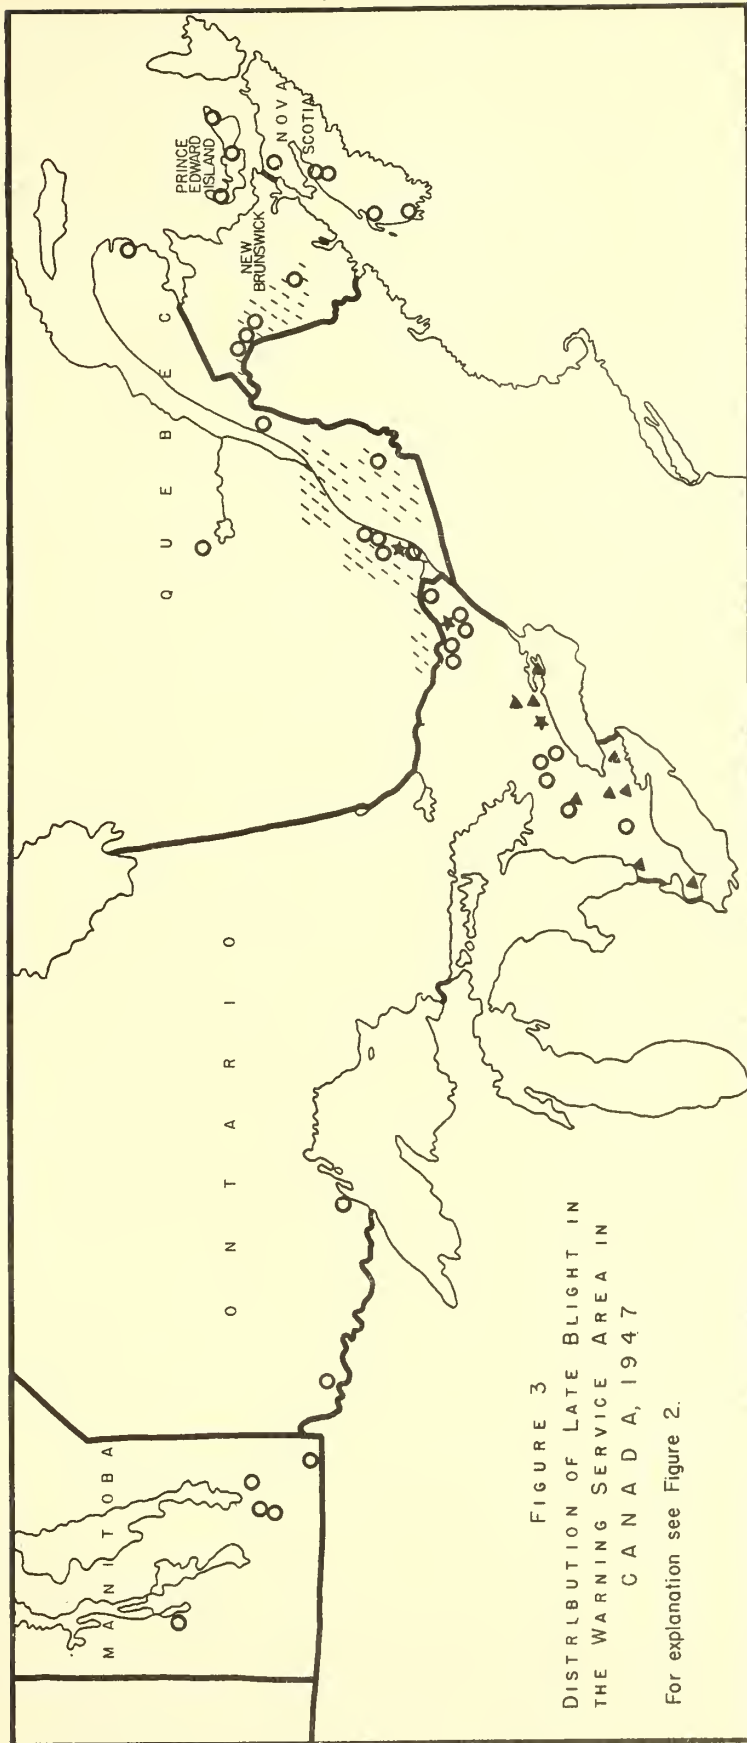 MANITOBA
ONTARIO
QUEBEC
NEW
BRUNSWICK
PRINCE
EDWARD
ISLAND
NOVA
SCOTIA
FIGURE 3
DISTRIBUTION OF LATE BLIGHT IN
THE WARNING SERVICE AREA IN
CANADA, 1947
For explanation see Figure 2.